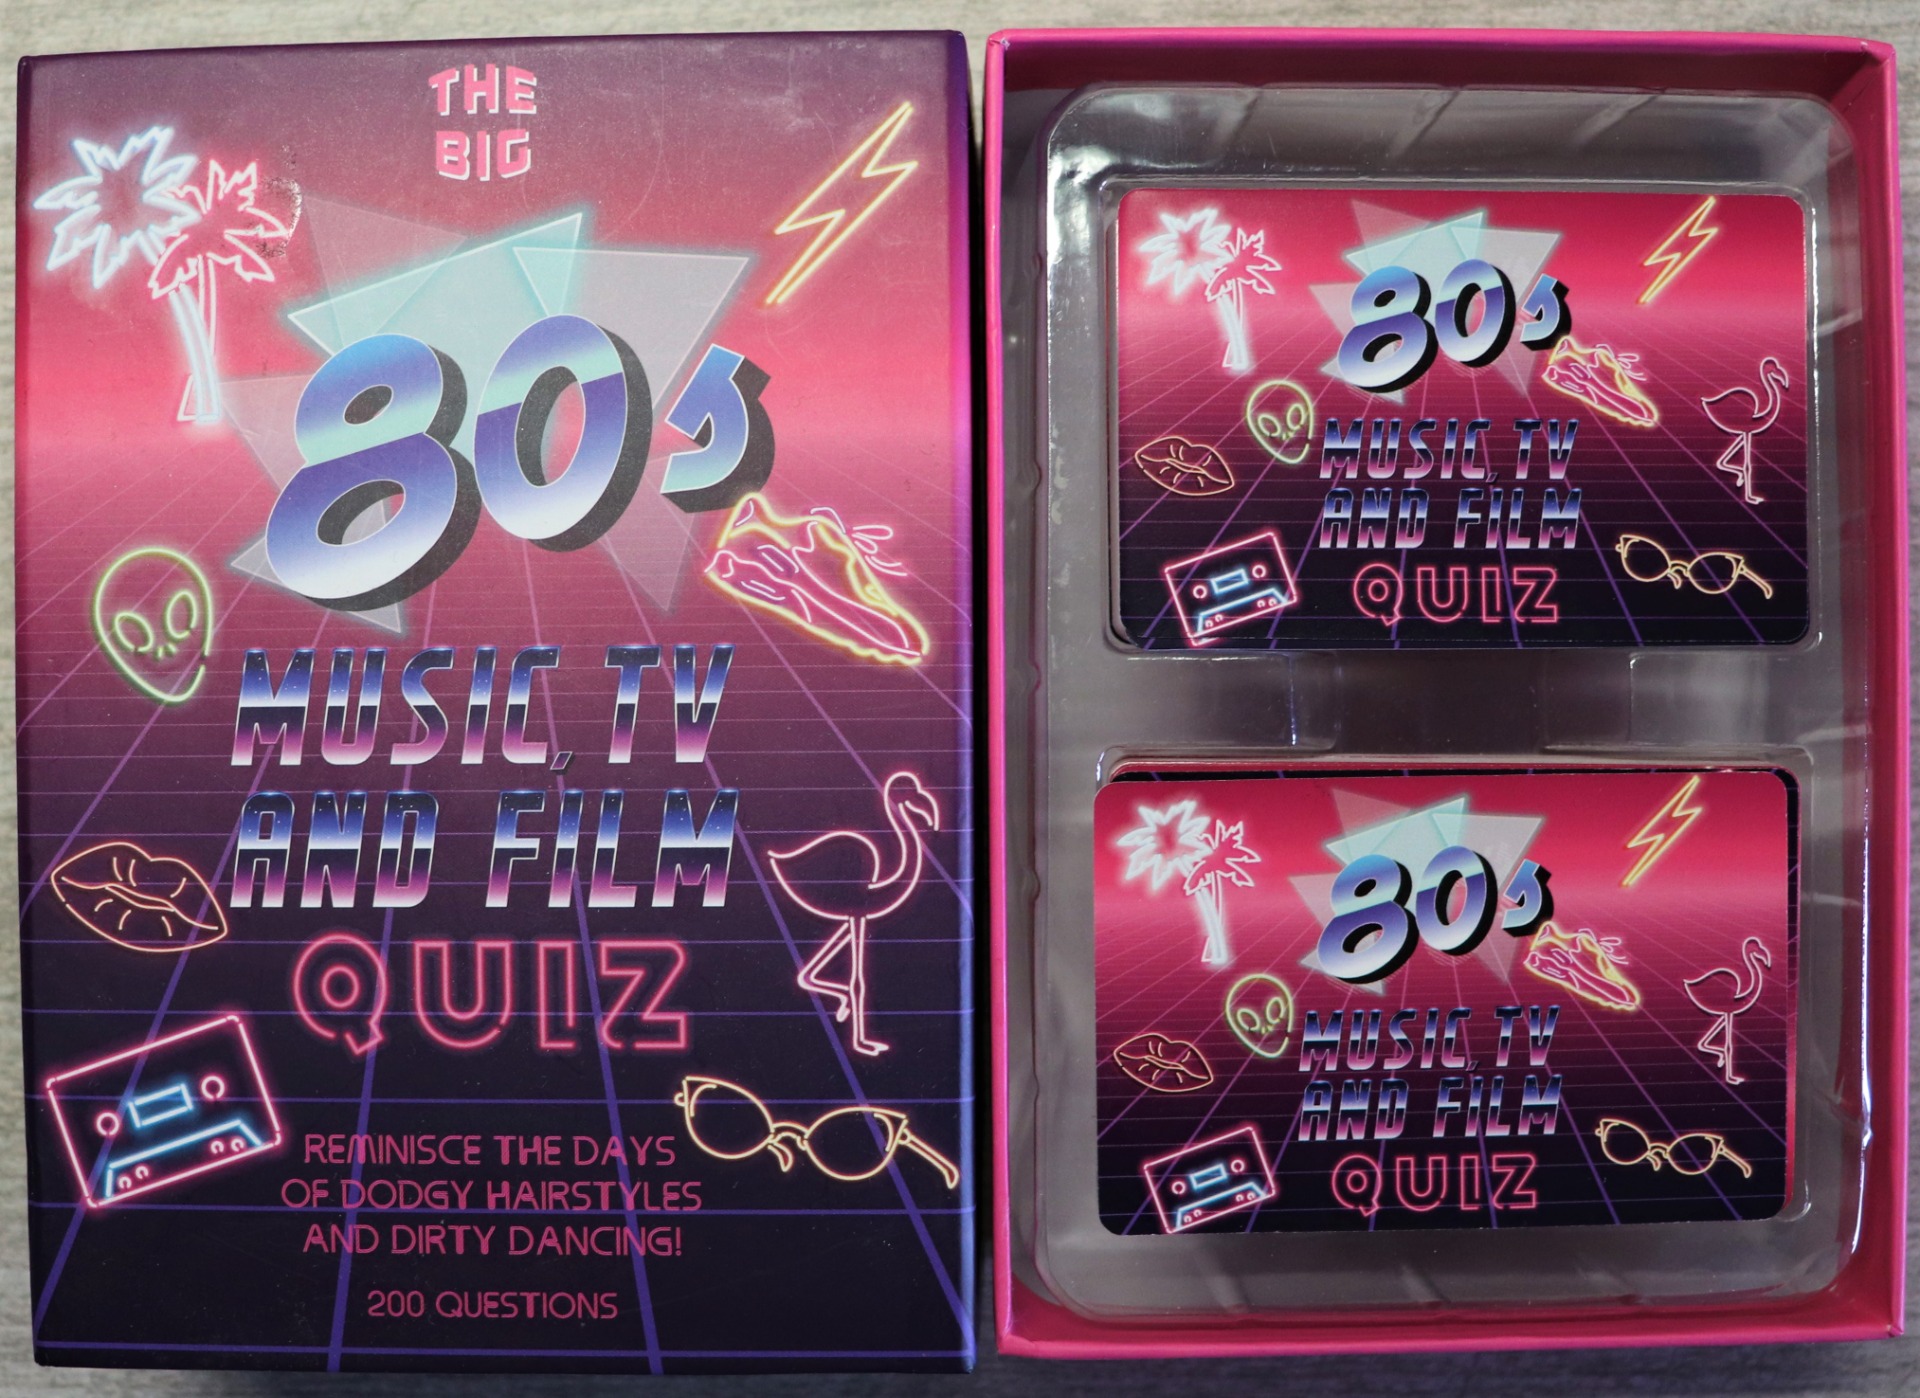 THE
BIG
80s
MUSIC, TV
AND FILM
QUIZ
REMINISCE THE DAYS
OF DODGY HAIRSTYLES
AND DIRTY DANCING!
200 QUESTIONS
80s
MUSIC, TV
AND FILM
QUIZ
80s
MUSIC, TV
AND FILM
QUIZ